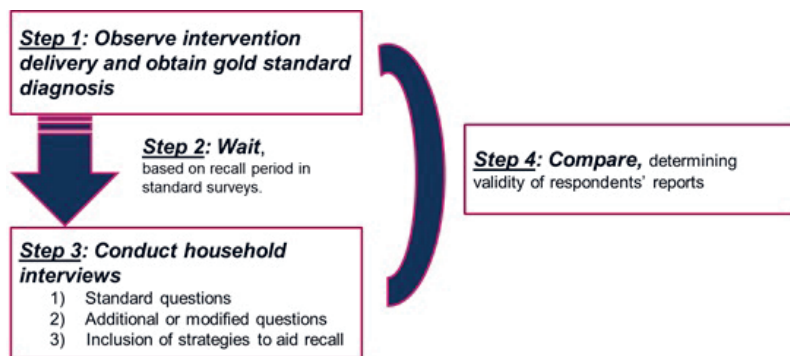 Step 1: Observe intervention
delivery and obtain gold standard
diagnosis
Step 2: Wait,
based on recall period in
standard surveys.
Step 3: Conduct household
interviews
1) Standard questions
2) Additional or modified questions
3) Inclusion of strategies to aid recall
Step 4: Compare, determining
validity of respondents' reports